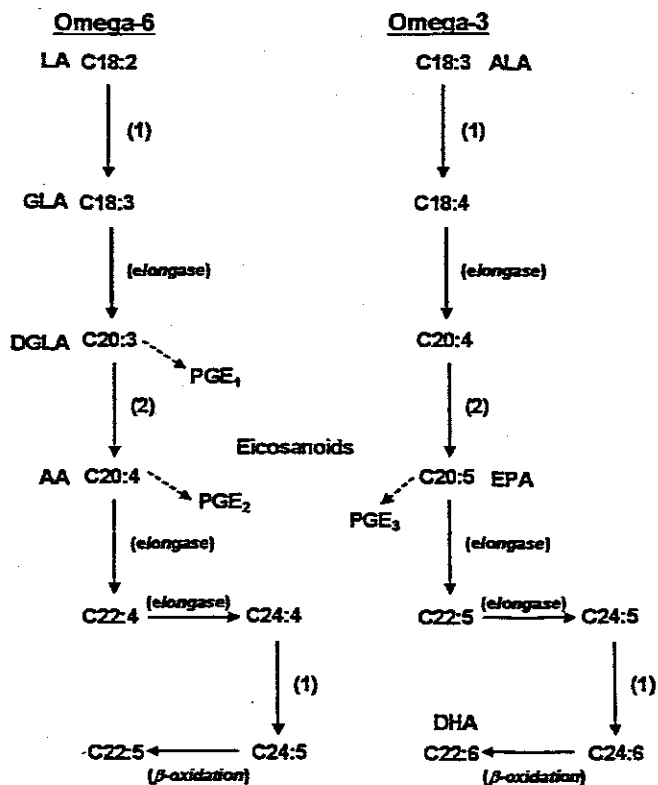 Omega-6 Omega-3
LA C18:2 C18:3 ALA
(1) (1)
GLA C18:3 C18:4
(elongase) (elongase)
DGLA C20:3 C20:4
PGE₁
(2) (2)
Eicosanoids
AA C20:4 C20:5 EPA
PGE₂ PGE₃
(elongase) (elongase)
C22:4 (elongase) C24:4 C22:5 (elongase) C24:5
(1) (1)
DHA
C22:5 C24:5 C22:6 C24:6
(β-oxidation) (β-oxidation)